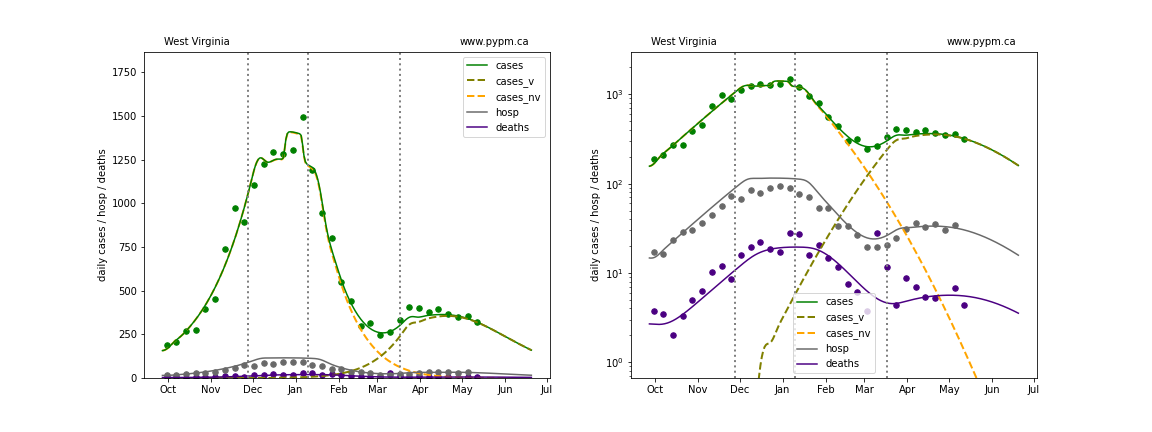 West Virginia
www.pypm.ca
daily cases / hosp / deaths
1750
1500
1250
1000
750
500
250
0
Oct
Nov
Dec
Jan
Feb
Mar
Apr
May
Jun
Jul
cases
cases_v
cases_nv
hosp
deaths
West Virginia
www.pypm.ca
daily cases / hosp / deaths
10³
10²
10¹
10⁰
Oct
Nov
Dec
Jan
Feb
Mar
Apr
May
Jun
Jul
cases
cases_v
cases_nv
hosp
deaths